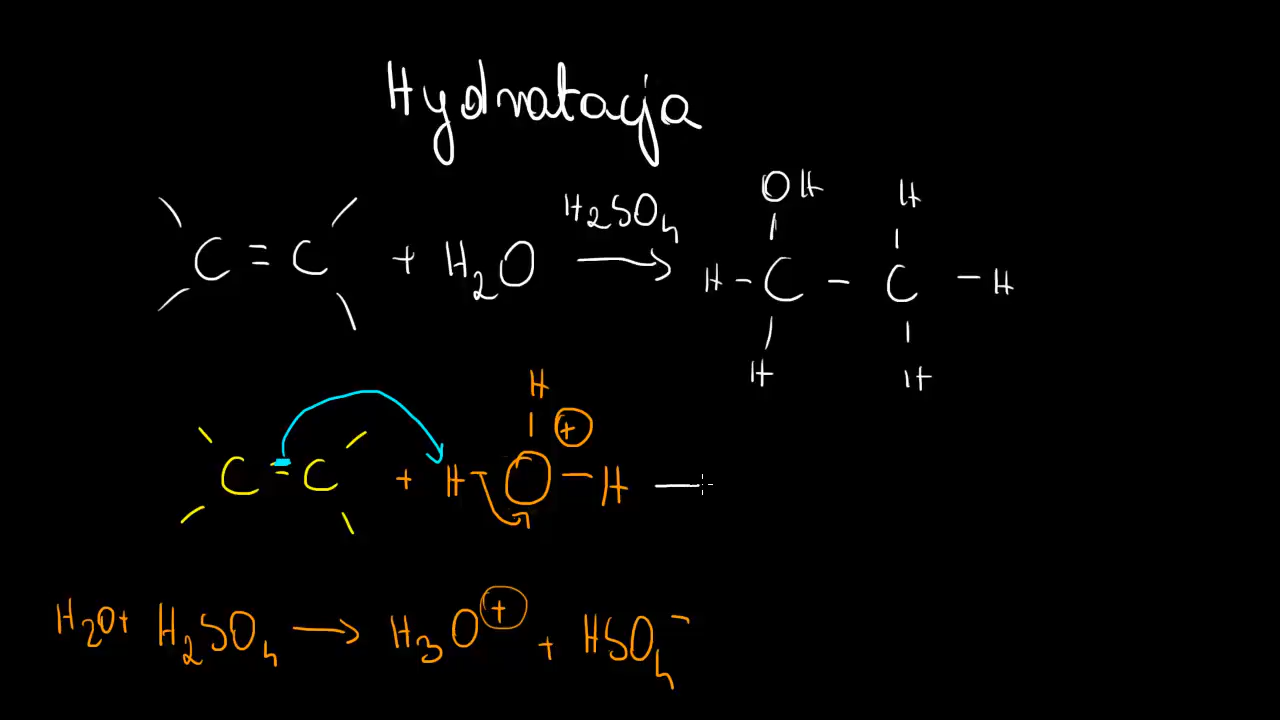 Hydratacja
C = C + H2SO4 H2O → H - C - C - H
OH H
H H
H
C = C + H - O - H —
+
H2O + H2SO4 → H3O+ + HSO4-